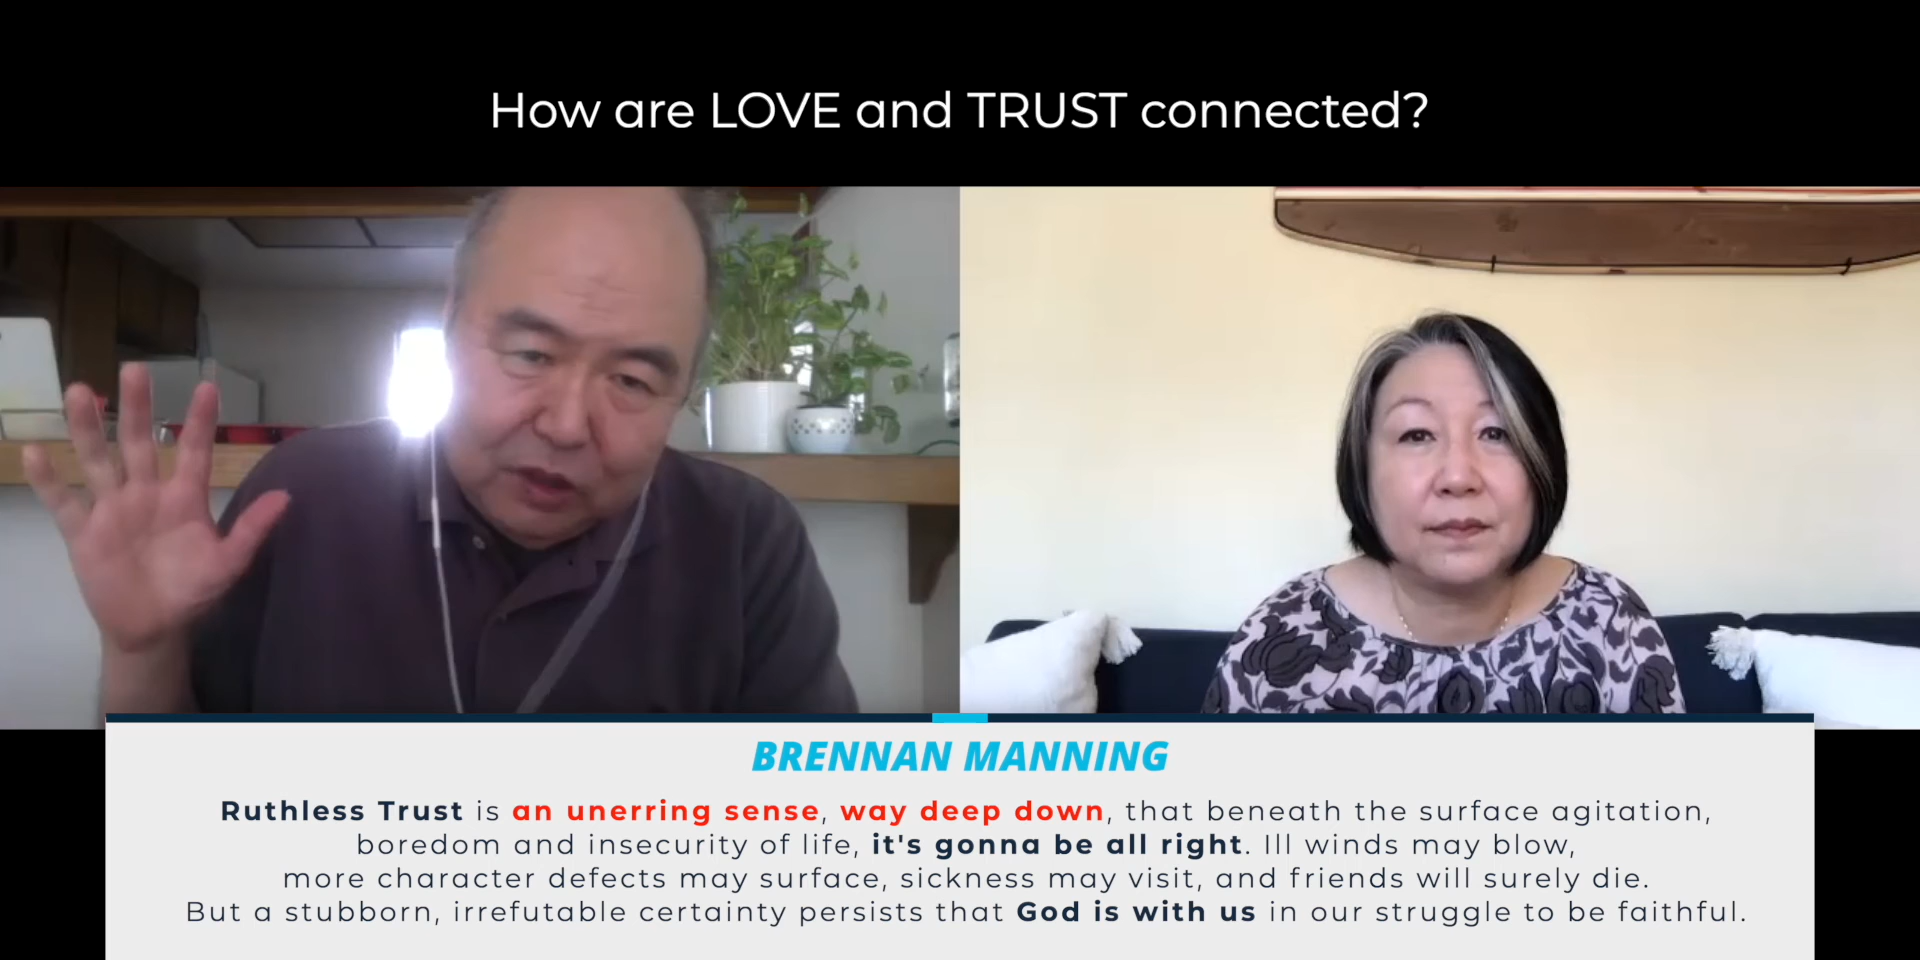 How are LOVE and TRUST connected?
BRENNAN MANNING
Ruthless Trust is an unerring sense, way deep down, that beneath the surface agitation,
boredom and insecurity of life, it's gonna be all right. Ill winds may blow,
more character defects may surface, sickness may visit, and friends will surely die.
But a stubborn, irrefutable certainty persists that God is with us in our struggle to be faithful.